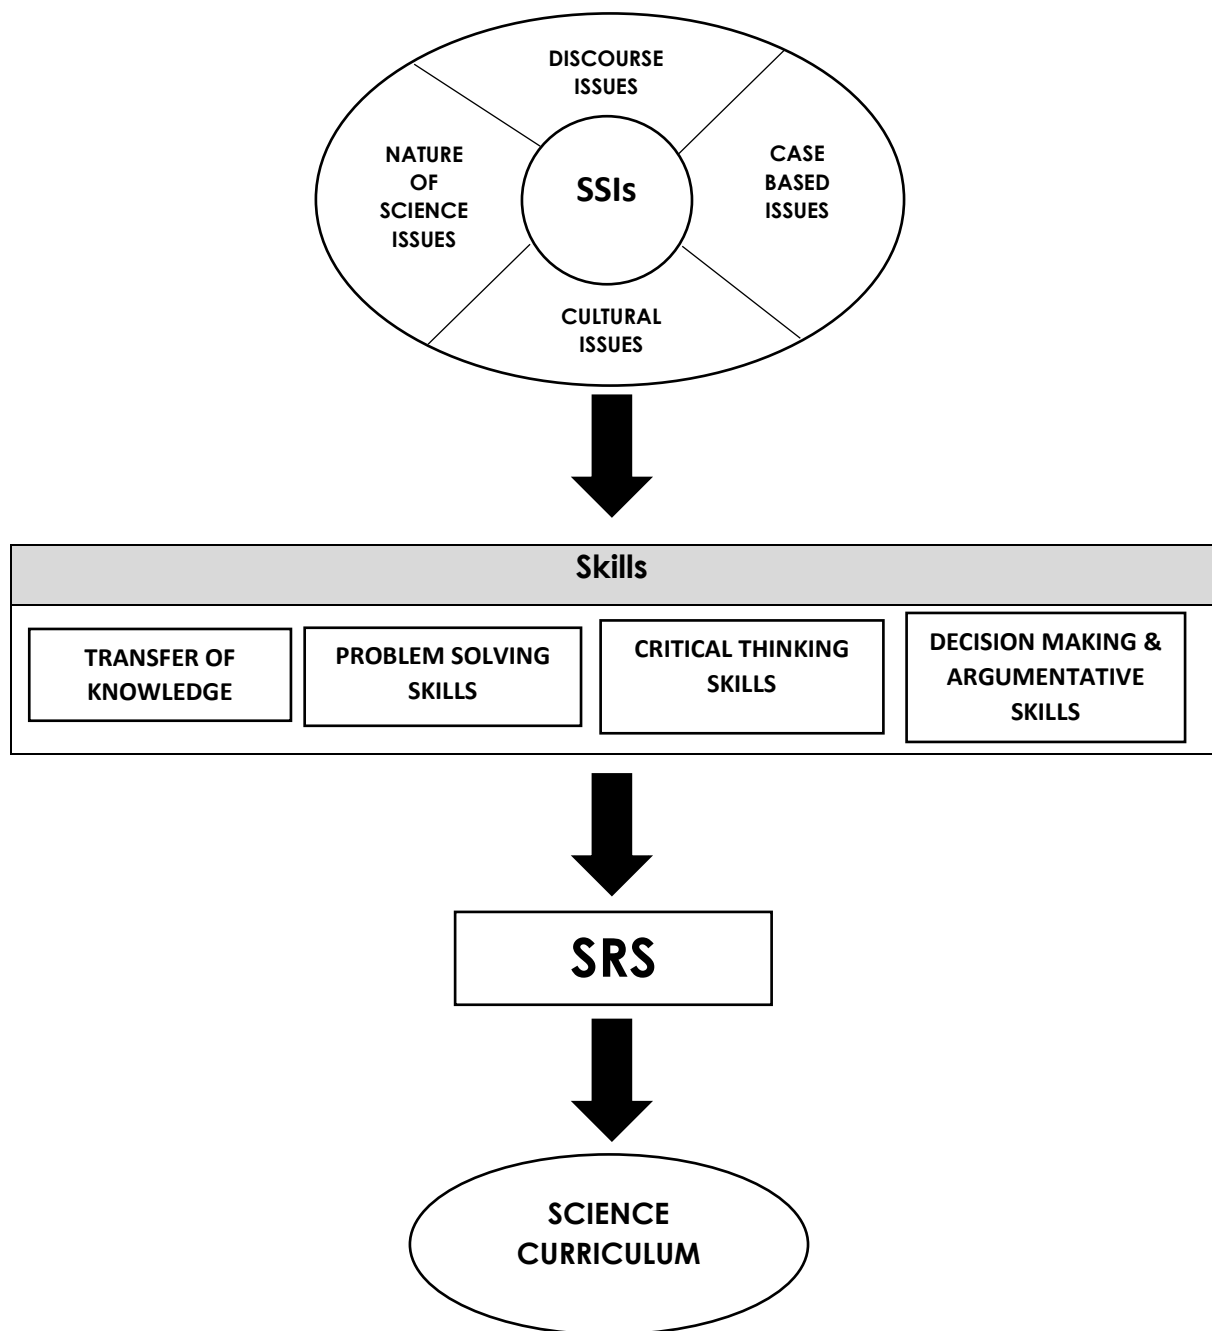 DISCOURSE
ISSUES
NATURE
OF
SCIENCE
ISSUES
SSIs
CASE
BASED
ISSUES
CULTURAL
ISSUES
Skills
TRANSFER OF
KNOWLEDGE
PROBLEM SOLVING
SKILLS
CRITICAL THINKING
SKILLS
DECISION MAKING &
ARGUMENTATIVE
SKILLS
SRS
SCIENCE
CURRICULUM